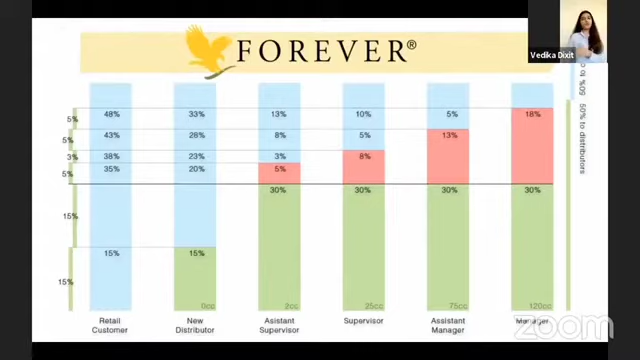 FOREVER®
Vedika Dixit
5% 48% 33% 13% 10% 5% 18%
5% 43% 28% 8% 5% 13%
3% 38% 23% 3% 8%
5% 35% 20% 5%
30% 30% 30% 30%
15%
15% 15%
15%
0cc 2cc 25cc 75cc 120cc
Retail Customer
New Distributor
Asistant Supervisor
Supervisor
Assistant Manager
Manager
50% to distributors
zoom